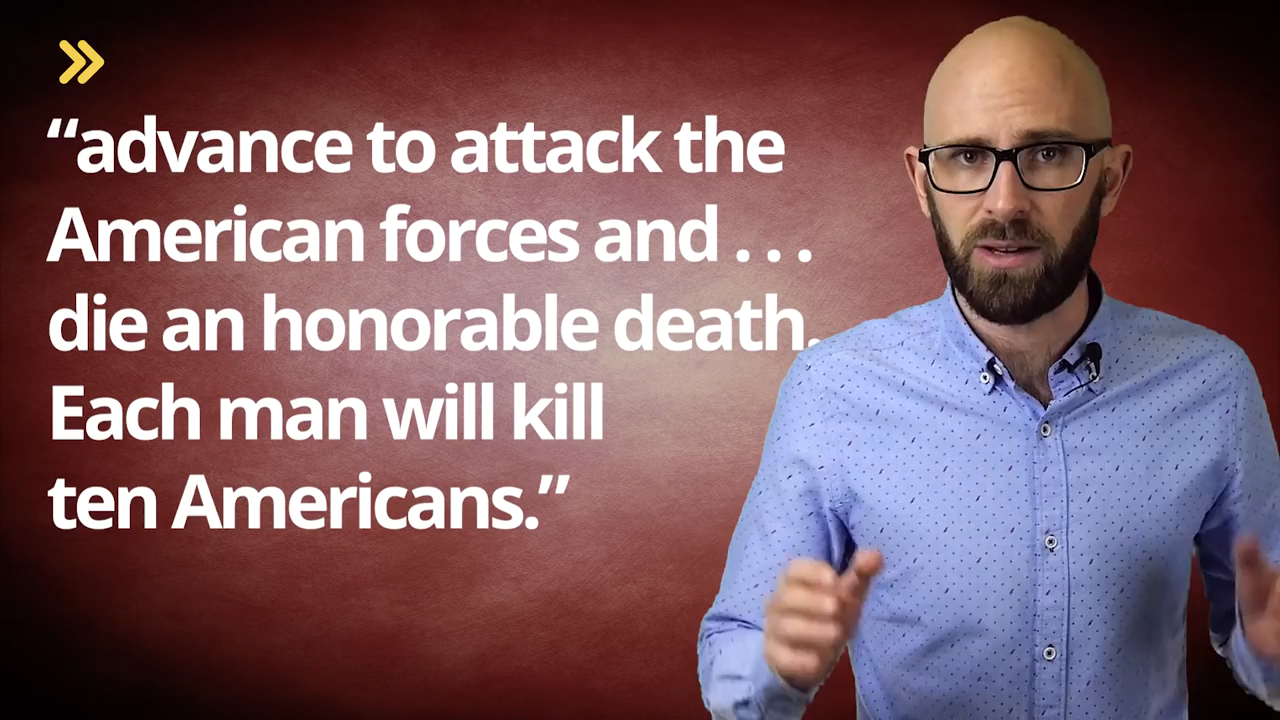 “advance to attack the
American forces and . . .
die an honorable death.
Each man will kill
ten Americans.”